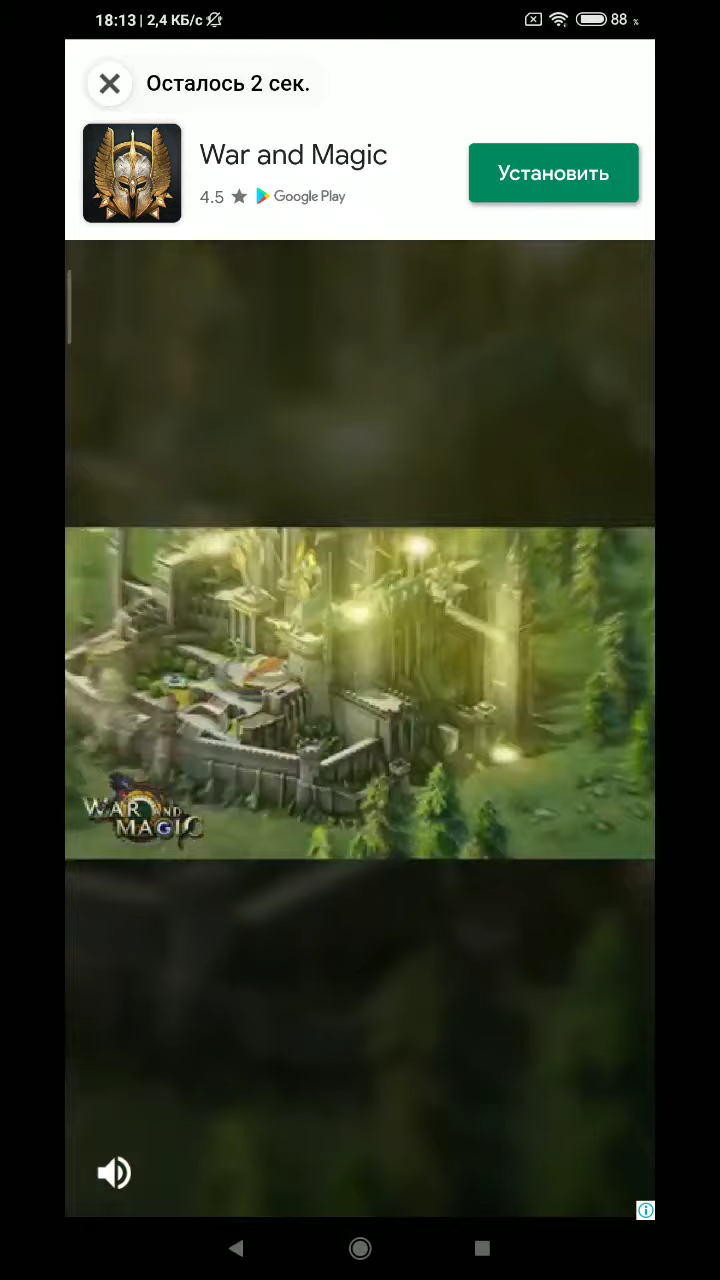 18:13 | 2,4 КБ/с
88 %
Осталось 2 сек.
War and Magic
4.5 ★ Google Play
Установить
WAR AND
MAGIC